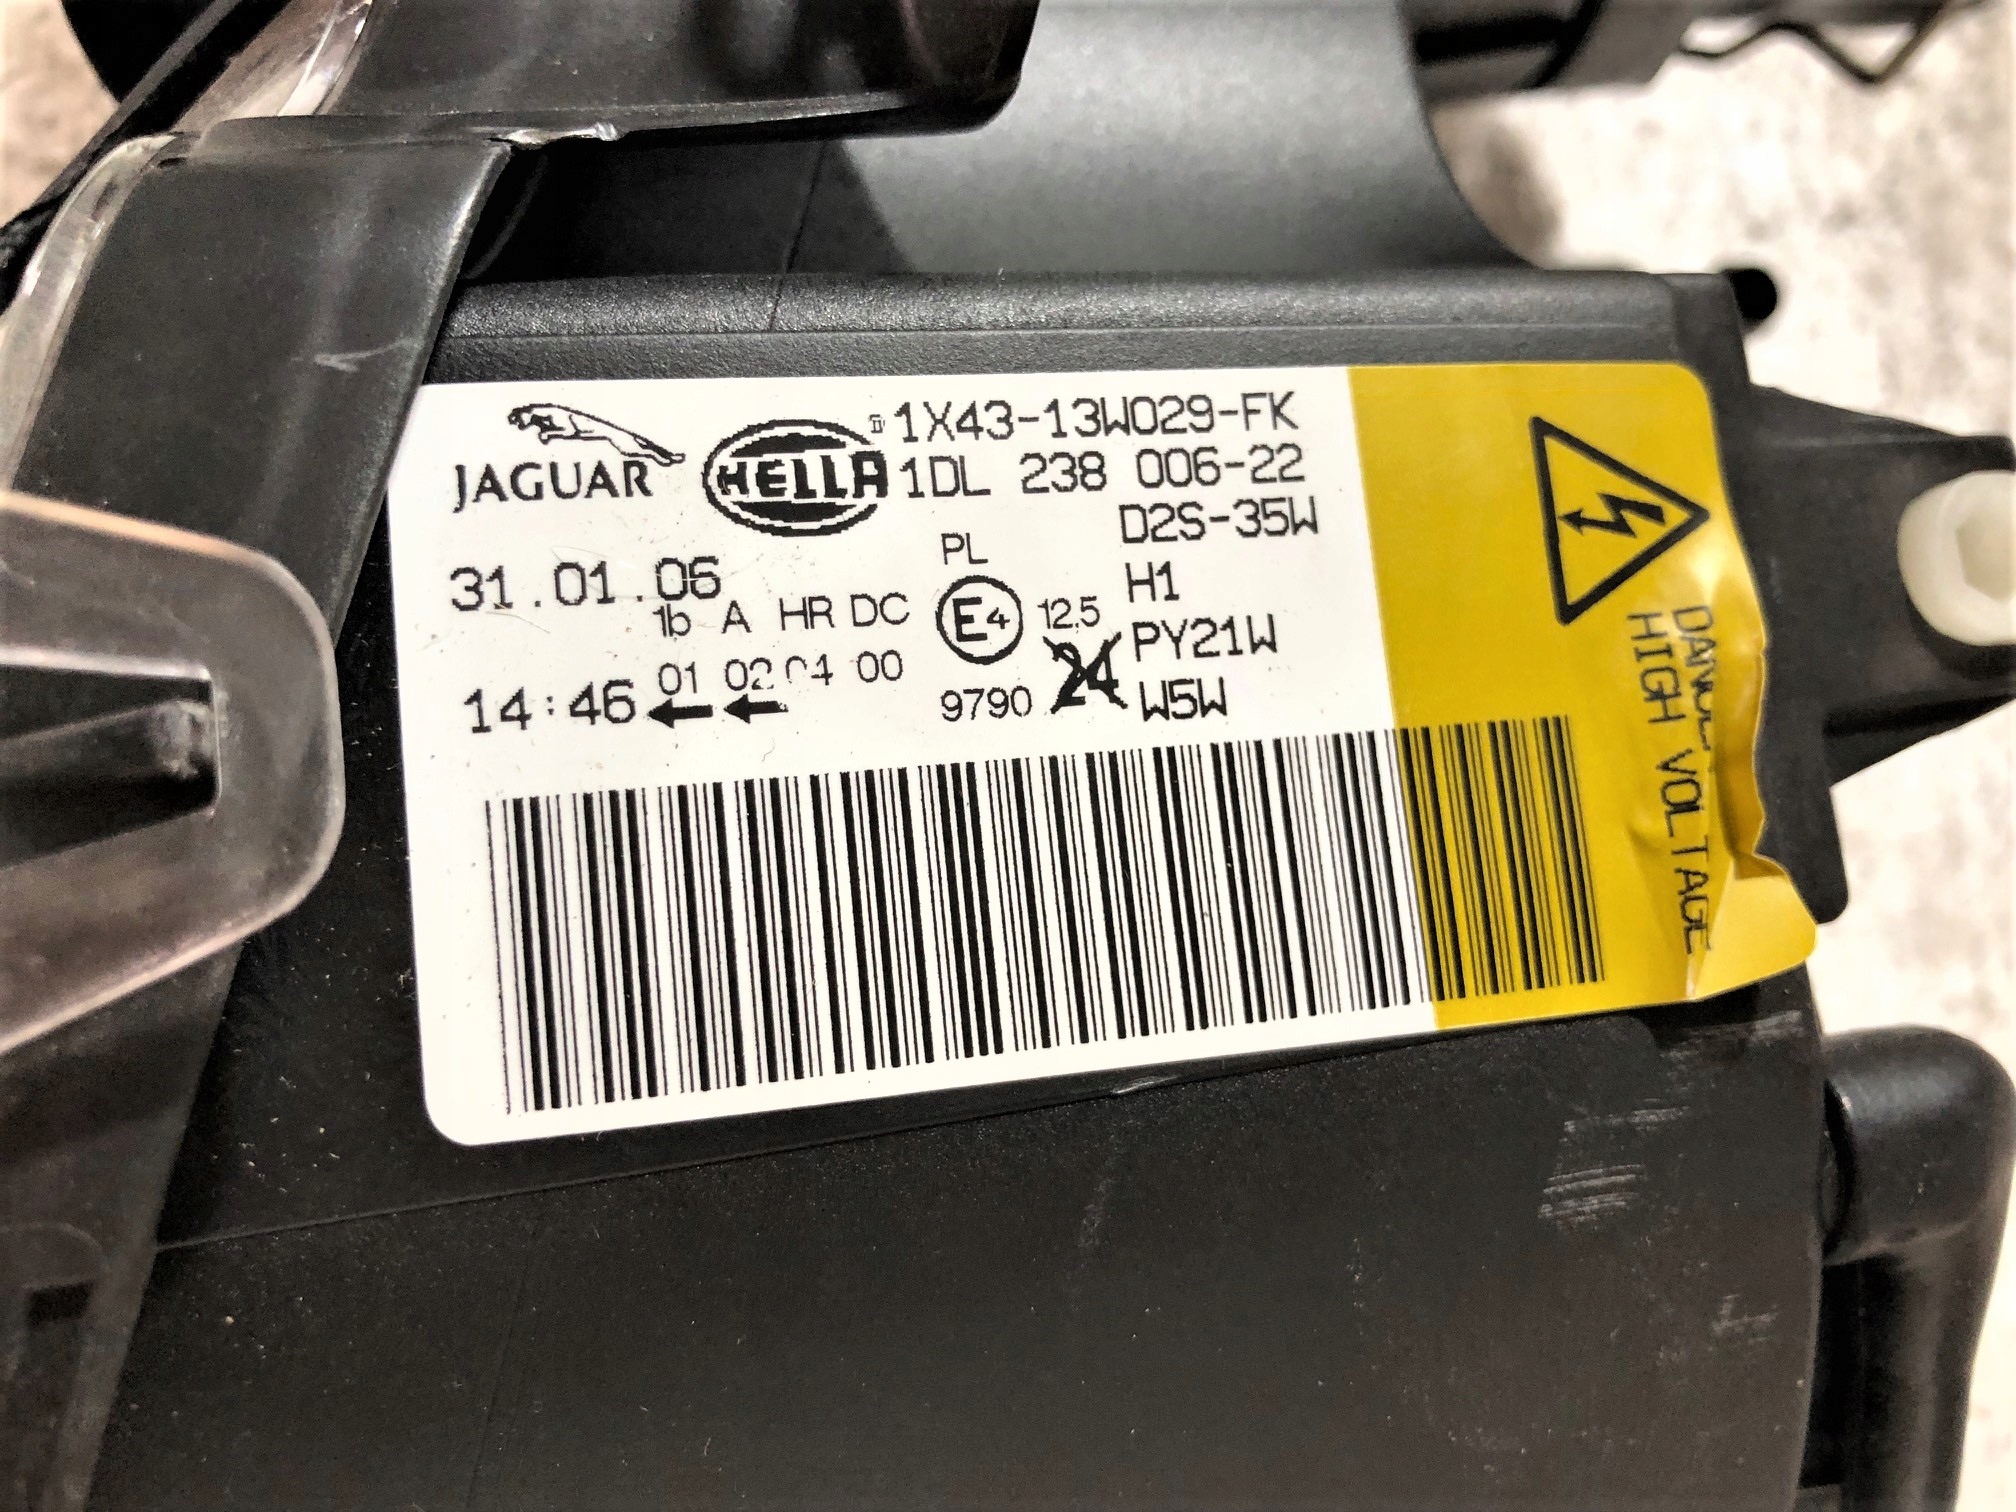 JAGUAR
HELLA
1X43-13W029-FK
1DL 238 006-22
D2S-35W
PL
31.01.06
H1
1b A HR DC
E4
12.5
PY21W
14:46
01 02 04 00
9790
24
W5W
HIGH VOLTAGE